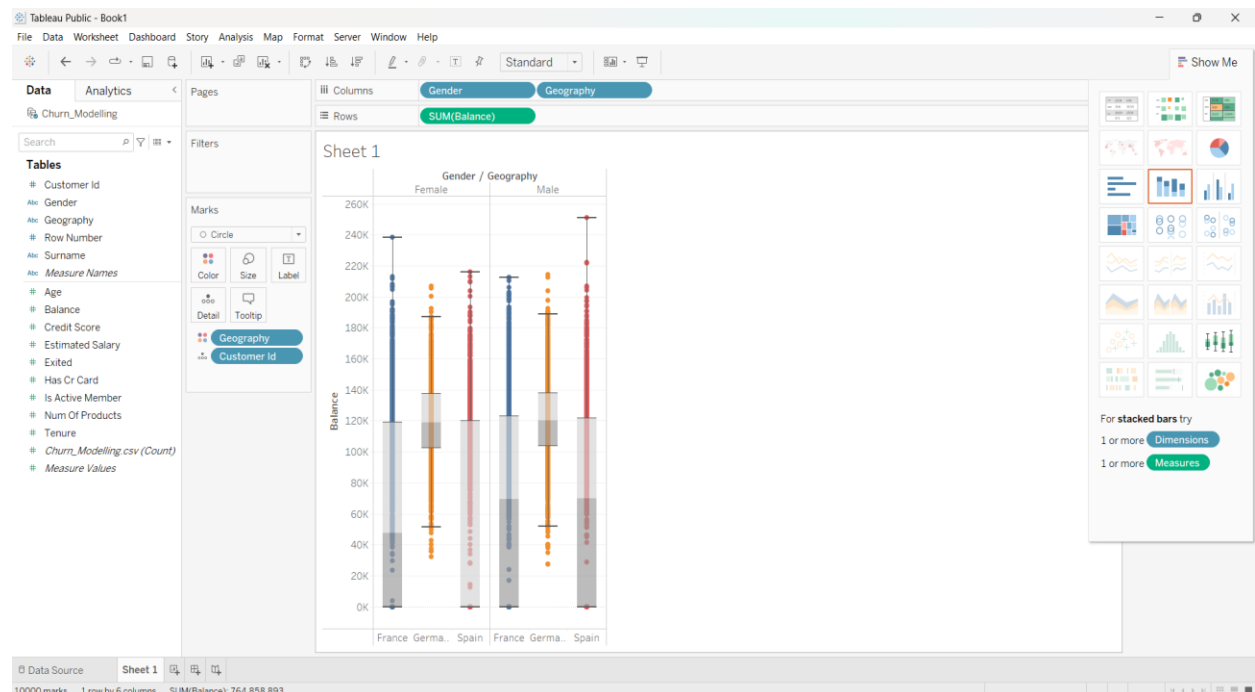 Tableau Public - Book1
File Data Worksheet Dashboard Story Analysis Map Format Server Window Help
Standard
Show Me
Data Analytics
Pages
iii Columns Gender Geography
Churn_Modelling
Rows SUM(Balance)
Search
Filters
Tables
# Customer Id
Abc Gender
Abc Geography
# Row Number
Abc Surname
Abc Measure Names
# Age
# Balance
# Credit Score
# Estimated Salary
# Exited
# Has Cr Card
# Is Active Member
# Num Of Products
# Tenure
# Churn_Modelling.csv (Count)
# Measure Values
Marks
Circle
Color Size Label
Detail Tooltip
Geography
Customer Id
Sheet 1
Gender / Geography
Female Male
260K
240K
220K
200K
180K
160K
140K
120K
100K
80K
60K
40K
20K
0K
Balance
France Germa.. Spain France Germa.. Spain
For stacked bars try
1 or more Dimensions
1 or more Measures
Data Source Sheet 1
10000 marks 1 row by 6 columns SUM(Balance): 764,858,893